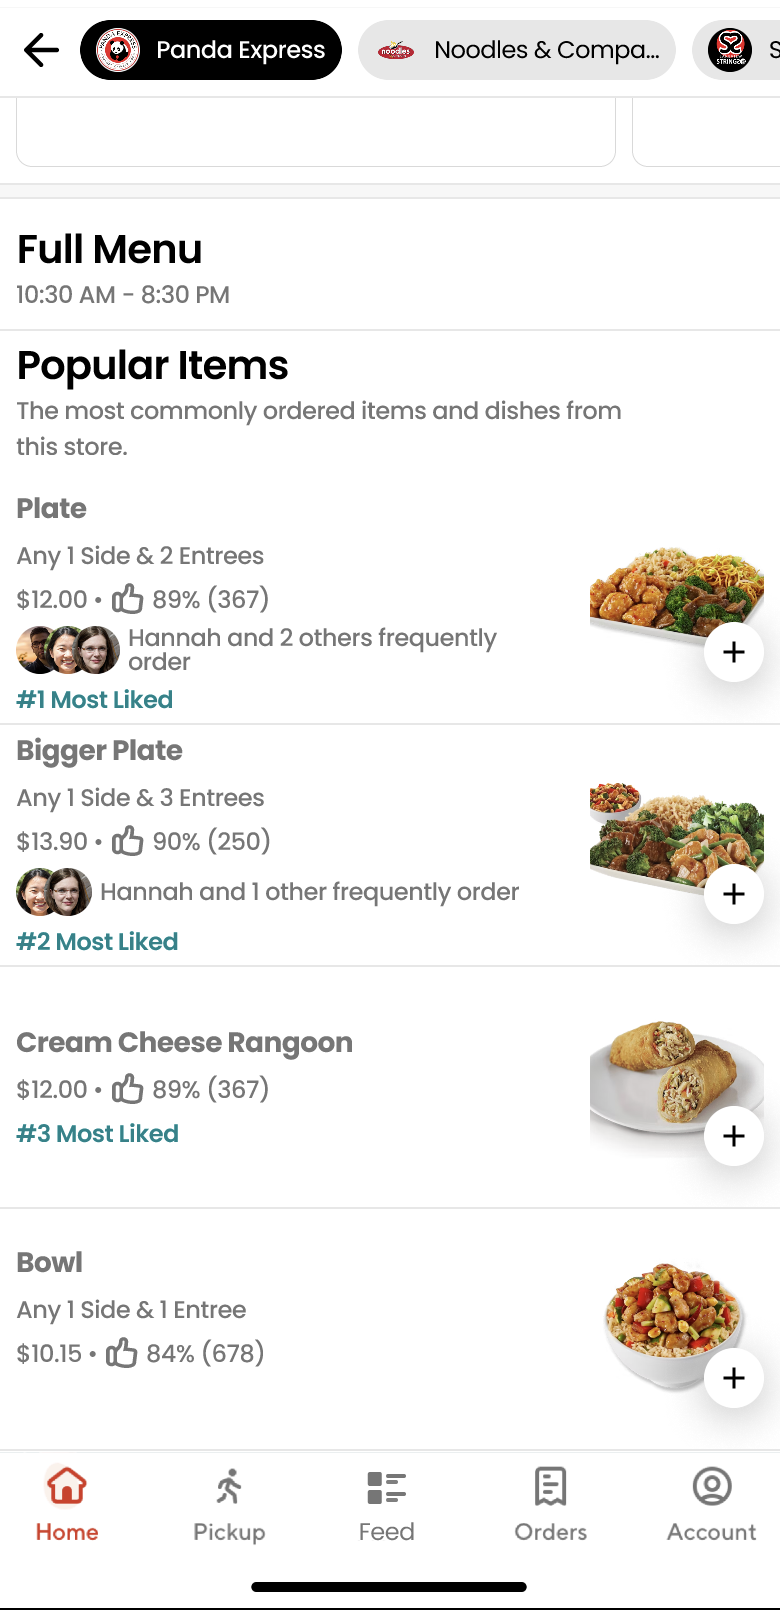 Panda Express
Noodles & Compa...
noodles
STRINGS
S
Full Menu
10:30 AM - 8:30 PM
Popular Items
The most commonly ordered items and dishes from
this store.
Plate
Any 1 Side & 2 Entrees
$12.00 • 89% (367)
Hannah and 2 others frequently
order
#1 Most Liked
Bigger Plate
Any 1 Side & 3 Entrees
$13.90 • 90% (250)
Hannah and 1 other frequently order
#2 Most Liked
Cream Cheese Rangoon
$12.00 • 89% (367)
#3 Most Liked
Bowl
Any 1 Side & 1 Entree
$10.15 • 84% (678)
Home
Pickup
Feed
Orders
Account